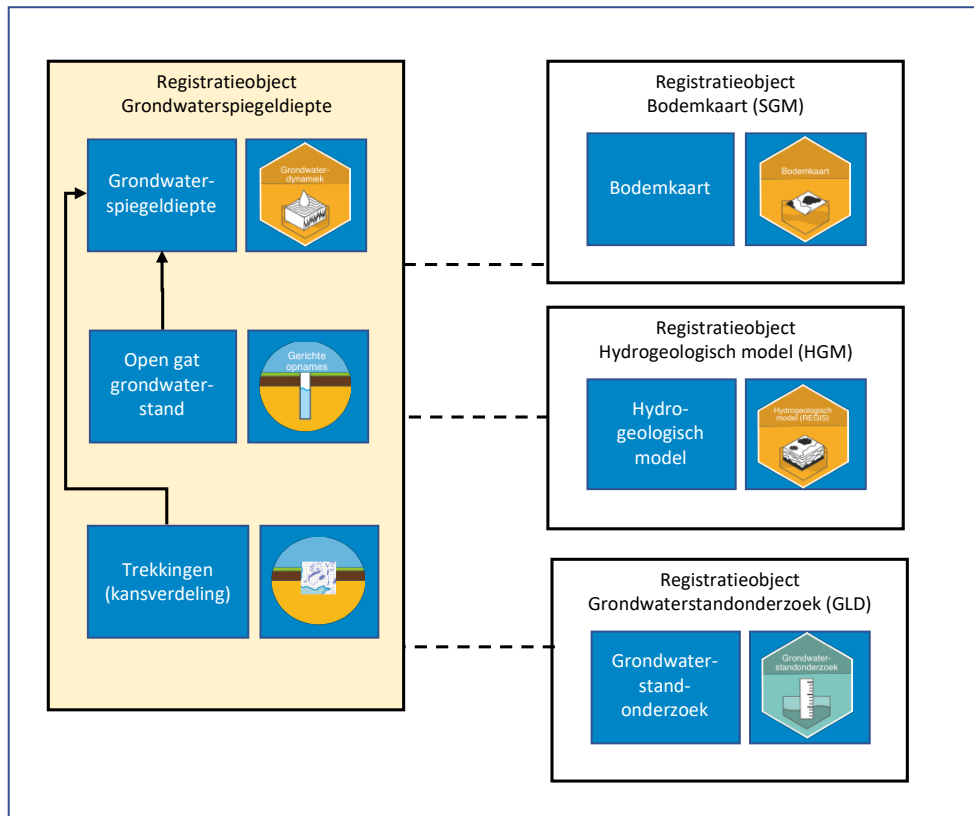 Registratieobject
Grondwaterspiegeldiepte
Grondwater-
spiegeldiepte
Grondwater-
dynamiek
Open gat
grondwater-
stand
Gerichte
opnames
Trekkingen
(kansverdeling)
Registratieobject
Bodemkaart (SGM)
Bodemkaart
Bodemkaart
Registratieobject
Hydrogeologisch model (HGM)
Hydro-
geologisch
model
Hydrogeologisch
model (REGIS)
Registratieobject
Grondwaterstandonderzoek (GLD)
Grondwater-
stand-
onderzoek
Grondwater-
standonderzoek